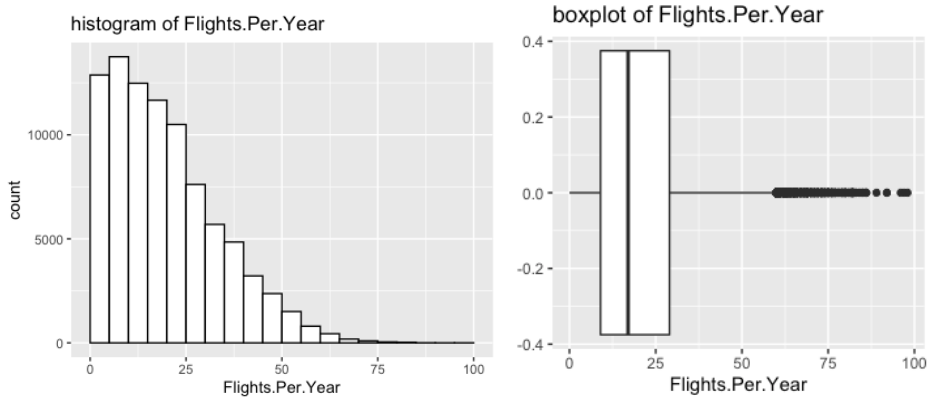 histogram of Flights.Per.Year
10000
5000
0
count
0 25 50 75 100
Flights.Per.Year
boxplot of Flights.Per.Year
0.4
0.2
0.0
-0.2
-0.4
0 25 50 75 100
Flights.Per.Year